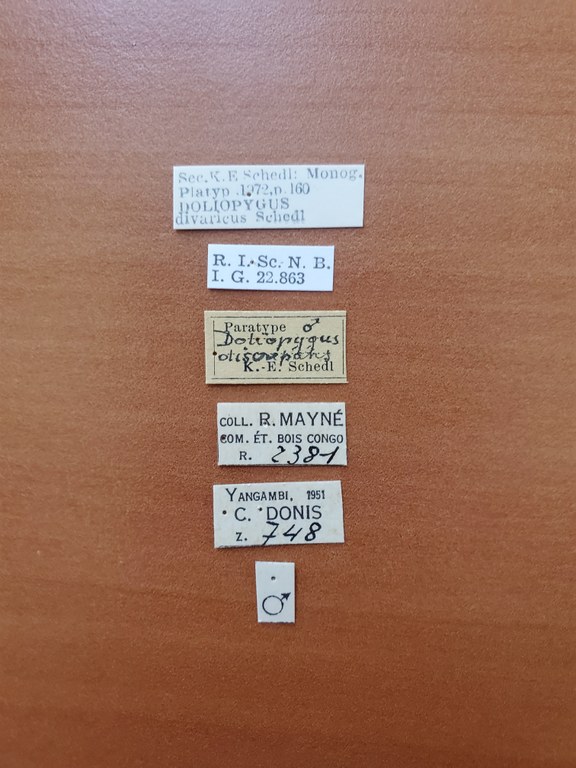 Sec. K. E Schedl: Monog.
Platyp .1972,p.160
DOLIOPYGUS
divaricus Schedl
R. I. Sc. N. B.
I. G. 22.863
Paratype ♂
Doliopygus
discrepans
K.-E. Schedl
COLL. R. MAYNÉ
COM. ÉT. BOIS CONGO
R. 2381
YANGAMBI, 1951
C. DONIS
Z. 748
♂